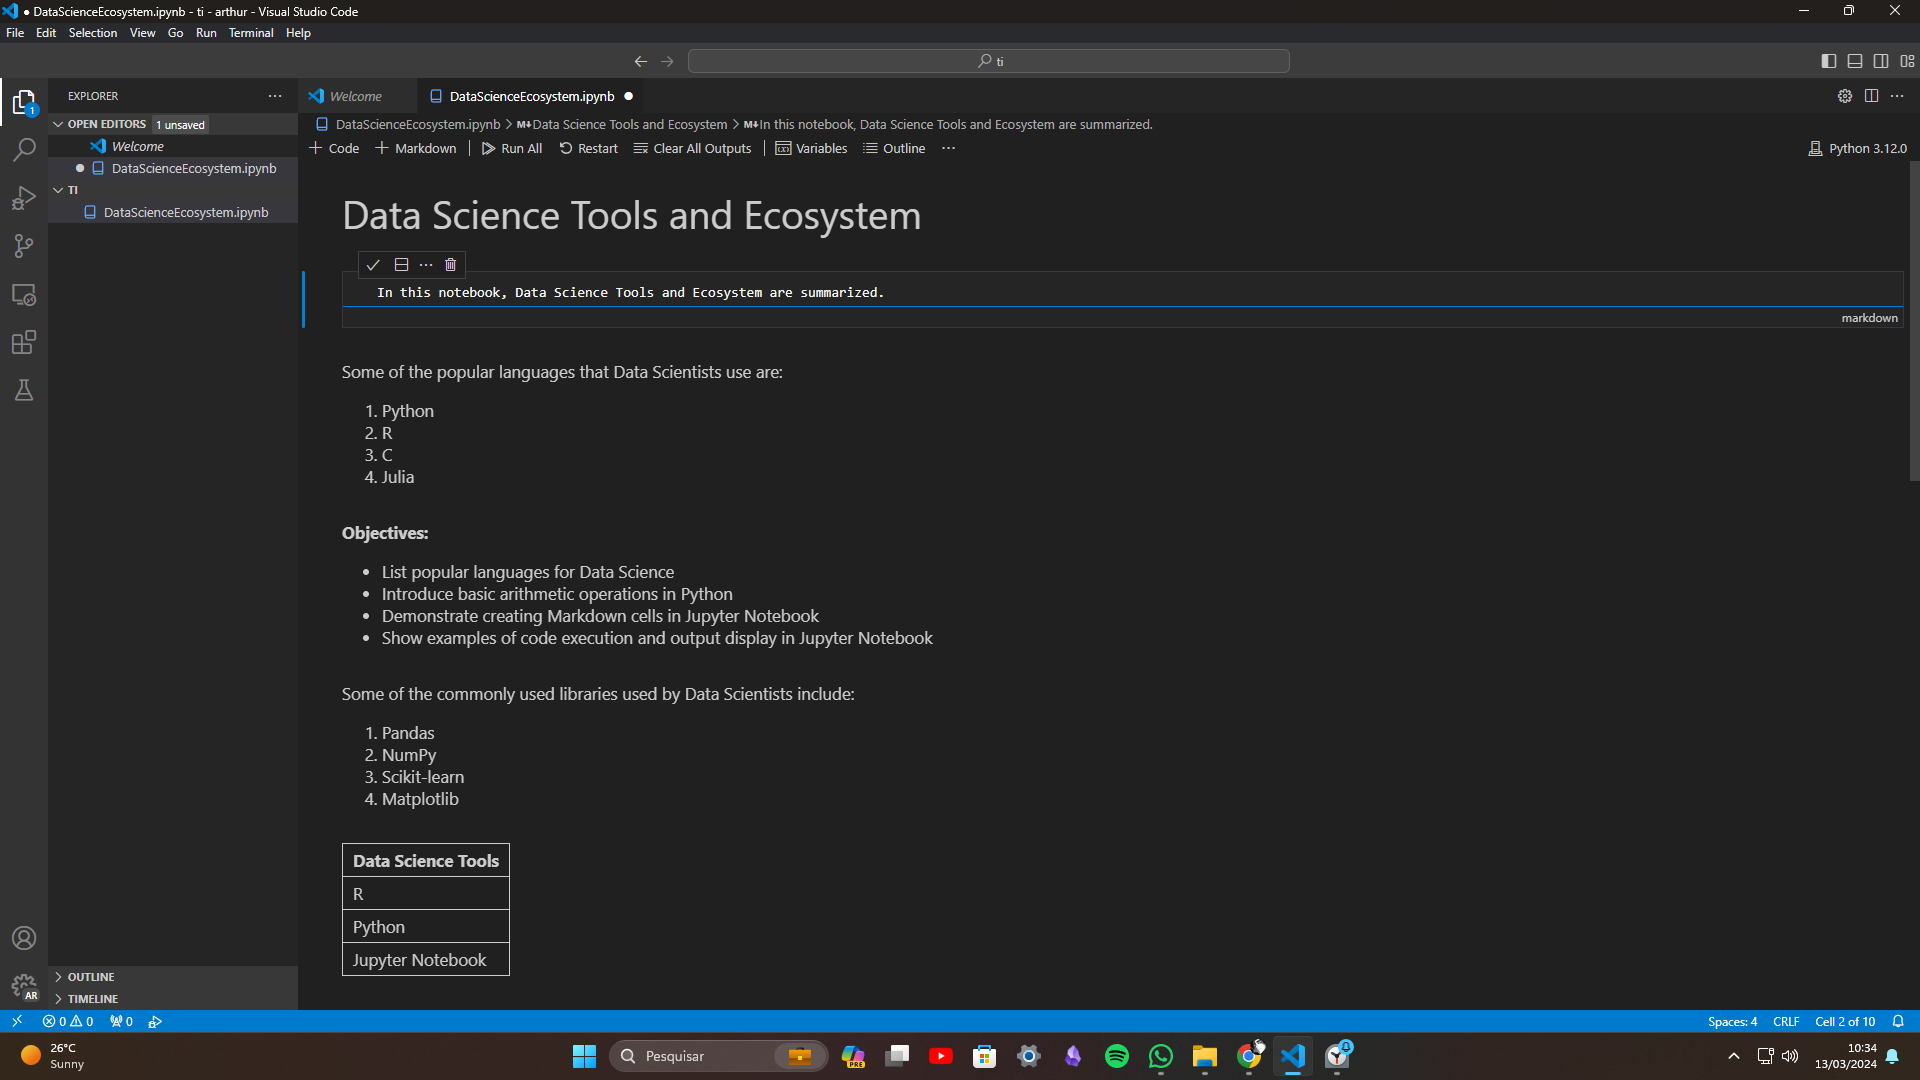 DataScienceEcosystem.ipynb - ti - arthur - Visual Studio Code
File Edit Selection View Go Run Terminal Help
ti
EXPLORER
Welcome
DataScienceEcosystem.ipynb
OPEN EDITORS 1 unsaved
Welcome
DataScienceEcosystem.ipynb
TI
DataScienceEcosystem.ipynb
DataScienceEcosystem.ipynb > M↓Data Science Tools and Ecosystem > M↓In this notebook, Data Science Tools and Ecosystem are summarized.
Code Markdown Run All Restart Clear All Outputs Variables Outline
Python 3.12.0
Data Science Tools and Ecosystem
In this notebook, Data Science Tools and Ecosystem are summarized.
markdown
Some of the popular languages that Data Scientists use are:
1. Python
2. R
3. C
4. Julia
Objectives:
• List popular languages for Data Science
• Introduce basic arithmetic operations in Python
• Demonstrate creating Markdown cells in Jupyter Notebook
• Show examples of code execution and output display in Jupyter Notebook
Some of the commonly used libraries used by Data Scientists include:
1. Pandas
2. NumPy
3. Scikit-learn
4. Matplotlib
Data Science Tools
R
Python
Jupyter Notebook
1
AR
OUTLINE
TIMELINE
0 0 0
Spaces: 4 CRLF Cell 2 of 10
26°C
Sunny
Pesquisar
PRE
10:34
13/03/2024